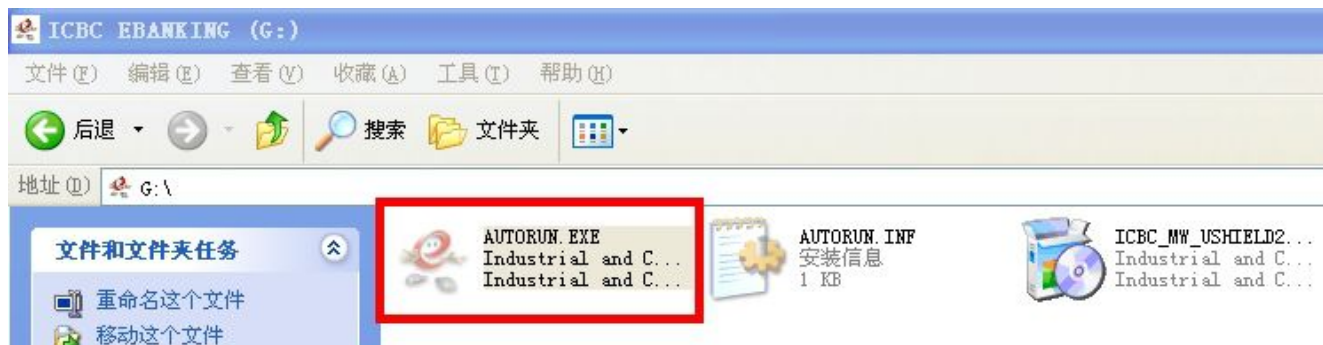 ICBC EBANKING (G:)
文件(F) 编辑(E) 查看(V) 收藏(A) 工具(T) 帮助(H)
后退 搜索 文件夹
地址(D) G:\
文件和文件夹任务
重命名这个文件
移动这个文件
AUTORUN.EXE
Industrial and C...
Industrial and C...
AUTORUN.INF
安装信息
1 KB
ICBC_MW_USHIELD2...
Industrial and C...
Industrial and C...